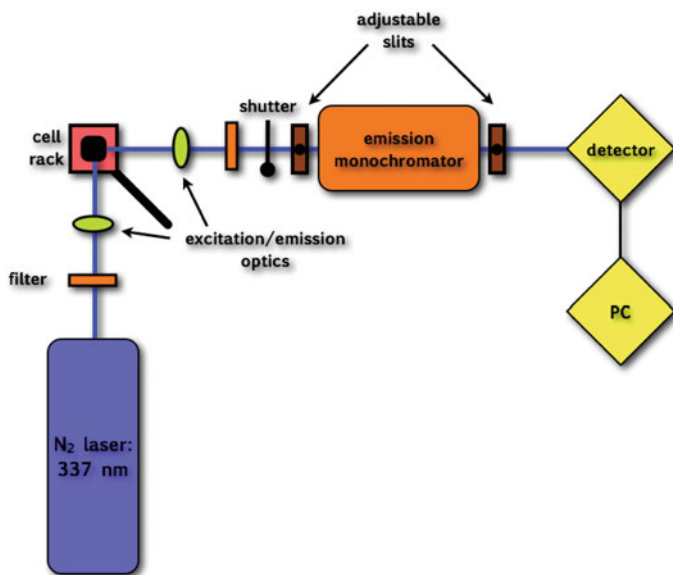 adjustable
slits
shutter
cell
rack
emission
monochromator
detector
excitation/emission
optics
filter
PC
N₂ laser:
337 nm